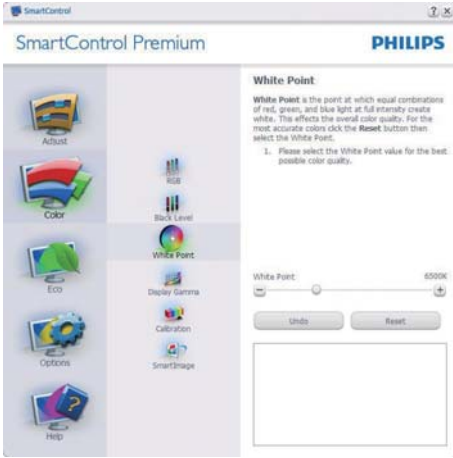 SmartControl
SmartControl Premium
PHILIPS
Adjust
Color
Eco
Options
Help
RGB
Black Level
White Point
Display Gamma
Calibration
SmartImage
White Point
White Point is the point at which equal combinations
of red, green, and blue light at full intensity create
white. This effects the overall color quality. For the
most accurate colors click the Reset button then
select the White Point.
1. Please select the White Point value for the best
possible color quality.
White Point
6500K
Undo
Reset